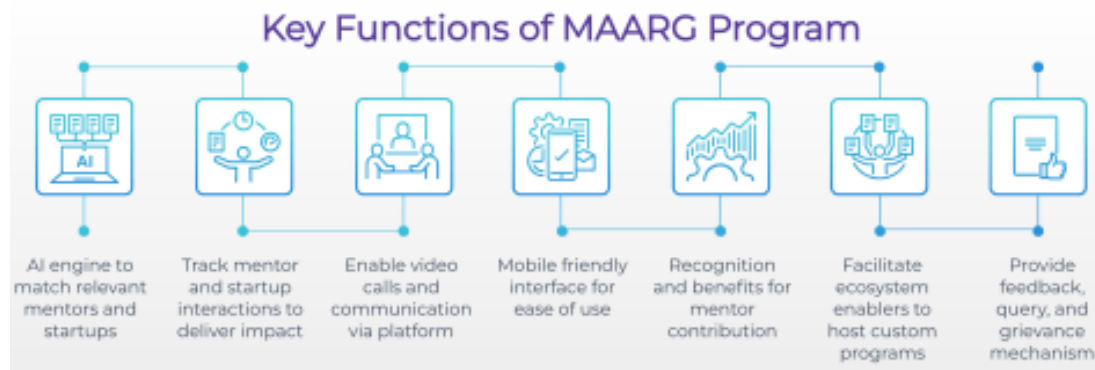 Key Functions of MAARG Program
AI
AI engine to
match relevant
mentors and
startups
Track mentor
and startup
interactions to
deliver impact
Enable video
calls and
communication
via platform
Mobile friendly
interface for
ease of use
Recognition
and benefits for
mentor
contribution
Facilitate
ecosystem
enablers to
host custom
programs
Provide
feedback,
query, and
grievance
mechanism